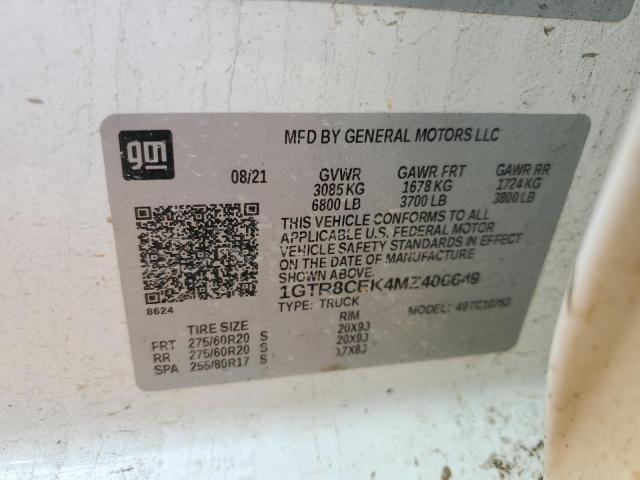 gm
MFD BY GENERAL MOTORS LLC
08/21 GVWR GAWR FRT GAWR RR
3085 KG 1678 KG 1724 KG
6800 LB 3700 LB 3800 LB
THIS VEHICLE CONFORMS TO ALL
APPLICABLE U.S. FEDERAL MOTOR
VEHICLE SAFETY STANDARDS IN EFFECT
ON THE DATE OF MANUFACTURE
SHOWN ABOVE.
8624
1GTR8CEK4MZ406649
TYPE: TRUCK MODEL:
TIRE SIZE RIM
FRT 275/60R20 S 20X9J
RR 275/60R20 S 20X9J
SPA 255/80R17 S 17X8J